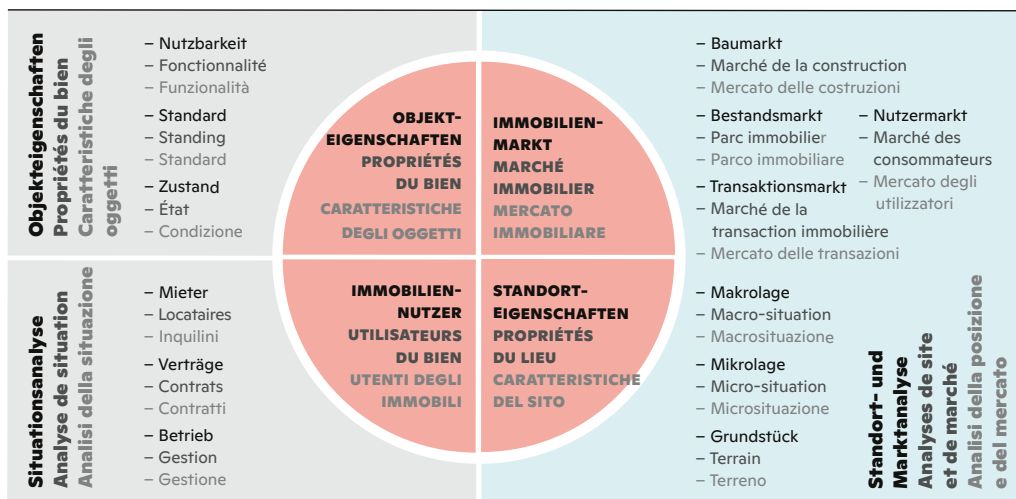 Objekteigenschaften
Propriétés du bien
Caratteristiche degli
oggetti
– Nutzbarkeit
– Fonctionnalité
– Funzionalità
– Standard
– Standing
– Standard
– Zustand
– État
– Condizione
OBJEKT-
EIGENSCHAFTEN
PROPRIÉTÉS
DU BIEN
CARATTERISTICHE
DEGLI OGGETTI
IMMOBILIEN-
MARKT
MARCHÉ
IMMOBILIER
MERCATO
IMMOBILIARE
– Baumarkt
– Marché de la construction
– Mercato delle costruzioni
– Bestandsmarkt
– Parc immobilier
– Parco immobiliare
– Transaktionsmarkt
– Marché de la
transaction immobilière
– Mercato delle transazioni
– Nutzermarkt
– Marché des
consommateurs
– Mercato degli
utilizzatori
Situationsanalyse
Analyse de situation
Analisi della situazione
– Mieter
– Locataires
– Inquilini
– Verträge
– Contrats
– Contratti
– Betrieb
– Gestion
– Gestione
IMMOBILIEN-
NUTZER
UTILISATEURS
DU BIEN
UTENTI DEGLI
IMMOBILI
STANDORT-
EIGENSCHAFTEN
PROPRIÉTÉS
DU LIEU
CARATTERISTICHE
DEL SITO
– Makrolage
– Macro-situation
– Macrosituazione
– Mikrolage
– Micro-situation
– Microsituazione
– Grundstück
– Terrain
– Terreno
Standort- und
Marktanalyse
Analyses de site
et de marché
Analisi della posizione
e del mercato